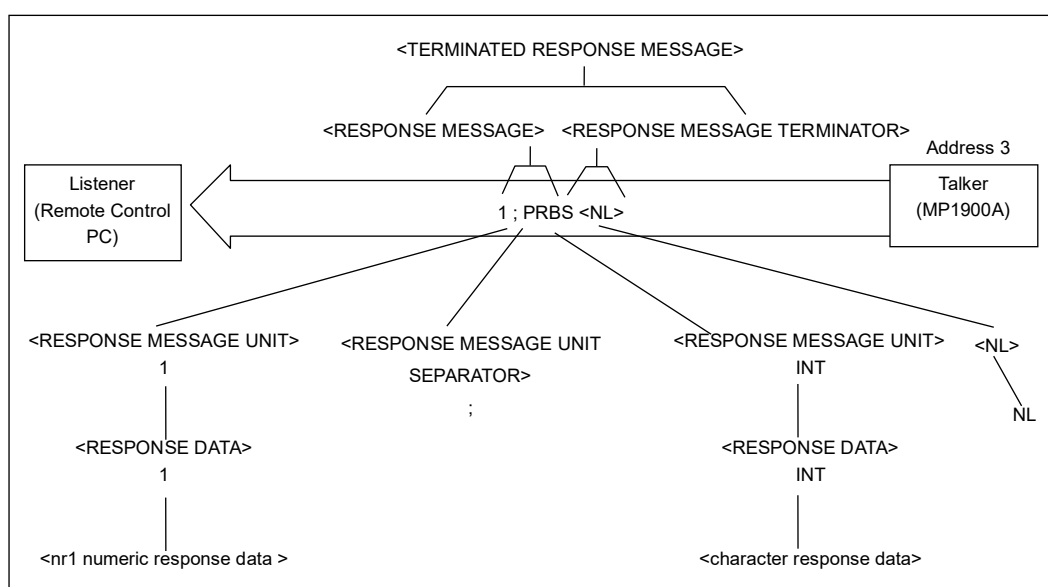 <TERMINATED RESPONSE MESSAGE>
<RESPONSE MESSAGE> <RESPONSE MESSAGE TERMINATOR>
Address 3
Listener
(Remote Control
PC)
1 ; PRBS <NL>
Talker
(MP1900A)
<RESPONSE MESSAGE UNIT>
1
<RESPONSE MESSAGE UNIT
SEPARATOR>
;
<RESPONSE MESSAGE UNIT>
INT
<NL>
NL
<RESPONSE DATA>
1
<RESPONSE DATA>
INT
<nr1 numeric response data >
<character response data>